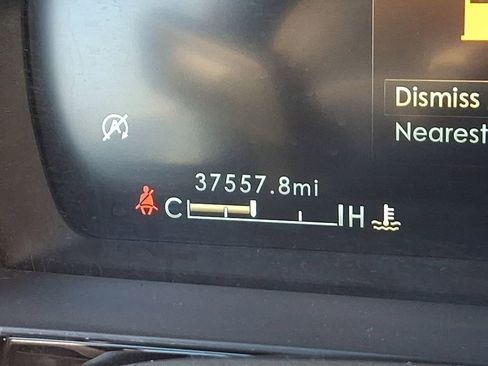 Dismiss
Nearest
A
37557.8mi
C H